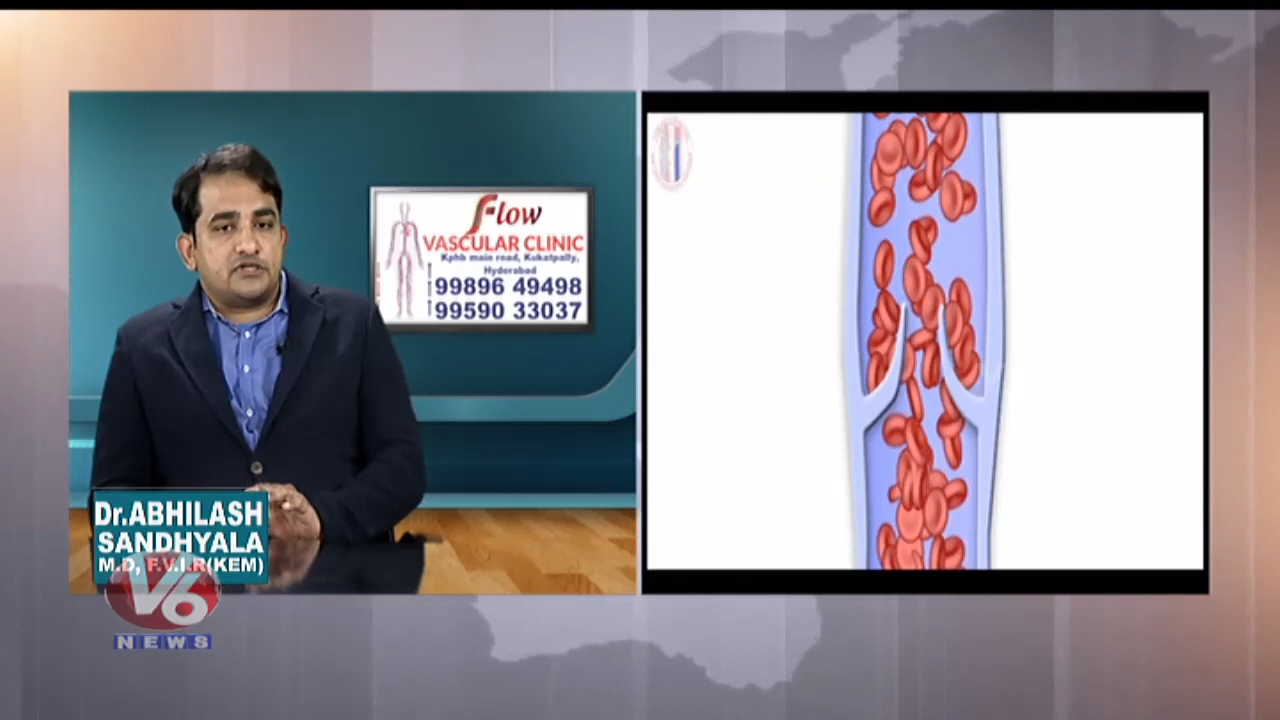 Flow
VASCULAR CLINIC
Kphb main road, Kukatpally,
Hyderabad
99896 49498
99590 33037
Dr.ABHILASH
SANDHYALA
M.D, F.V.I.R(KEM)
V6
NEWS